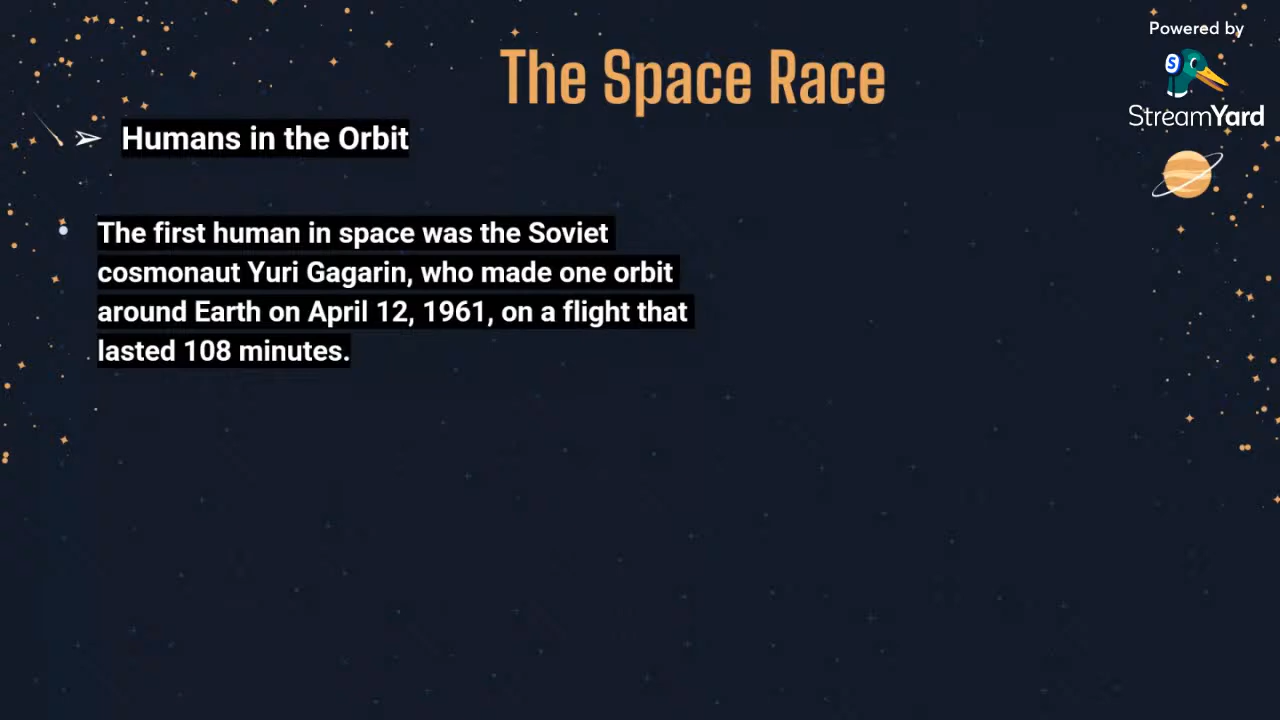 Powered by
StreamYard
The Space Race
➢ Humans in the Orbit
• The first human in space was the Soviet
cosmonaut Yuri Gagarin, who made one orbit
around Earth on April 12, 1961, on a flight that
lasted 108 minutes.